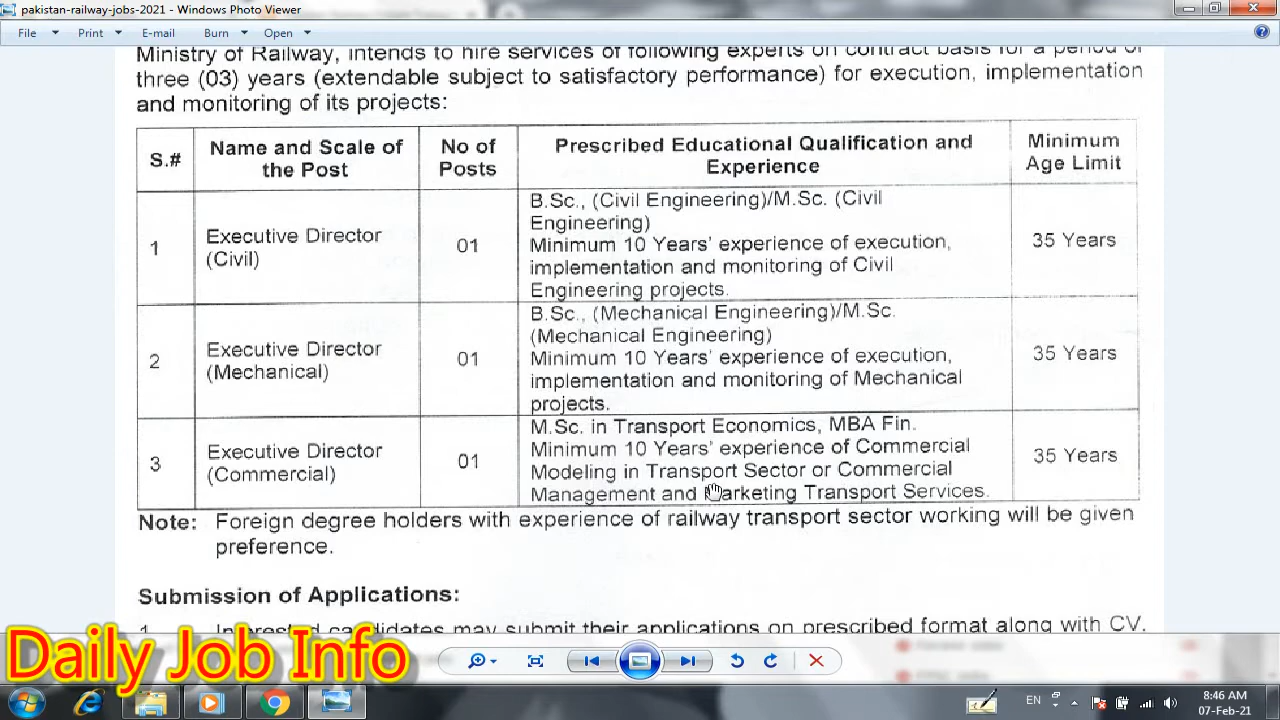 pakistan-railway-jobs-2021 - Windows Photo Viewer
File Print E-mail Burn Open
Ministry of Railway, intends to hire services of following experts on contract basis for a period of
three (03) years (extendable subject to satisfactory performance) for execution, implementation
and monitoring of its projects:
S.# Name and Scale of the Post No of Posts Prescribed Educational Qualification and Experience Minimum Age Limit
1 Executive Director (Civil) 01 35 Years
B.Sc., (Civil Engineering)/M.Sc. (Civil
Engineering)
Minimum 10 Years' experience of execution,
implementation and monitoring of Civil
Engineering projects.
2 Executive Director (Mechanical) 01 35 Years
B.Sc., (Mechanical Engineering)/M.Sc.
(Mechanical Engineering)
Minimum 10 Years' experience of execution,
implementation and monitoring of Mechanical
projects.
3 Executive Director (Commercial) 01 35 Years
M.Sc. in Transport Economics, MBA Fin.
Minimum 10 Years' experience of Commercial
Modeling in Transport Sector or Commercial
Management and Marketing Transport Services.
Note: Foreign degree holders with experience of railway transport sector working will be given
preference.
Submission of Applications:
1. Interested candidates may submit their applications on prescribed format along with CV.
Daily Job Info
EN
8:46 AM
07-Feb-21